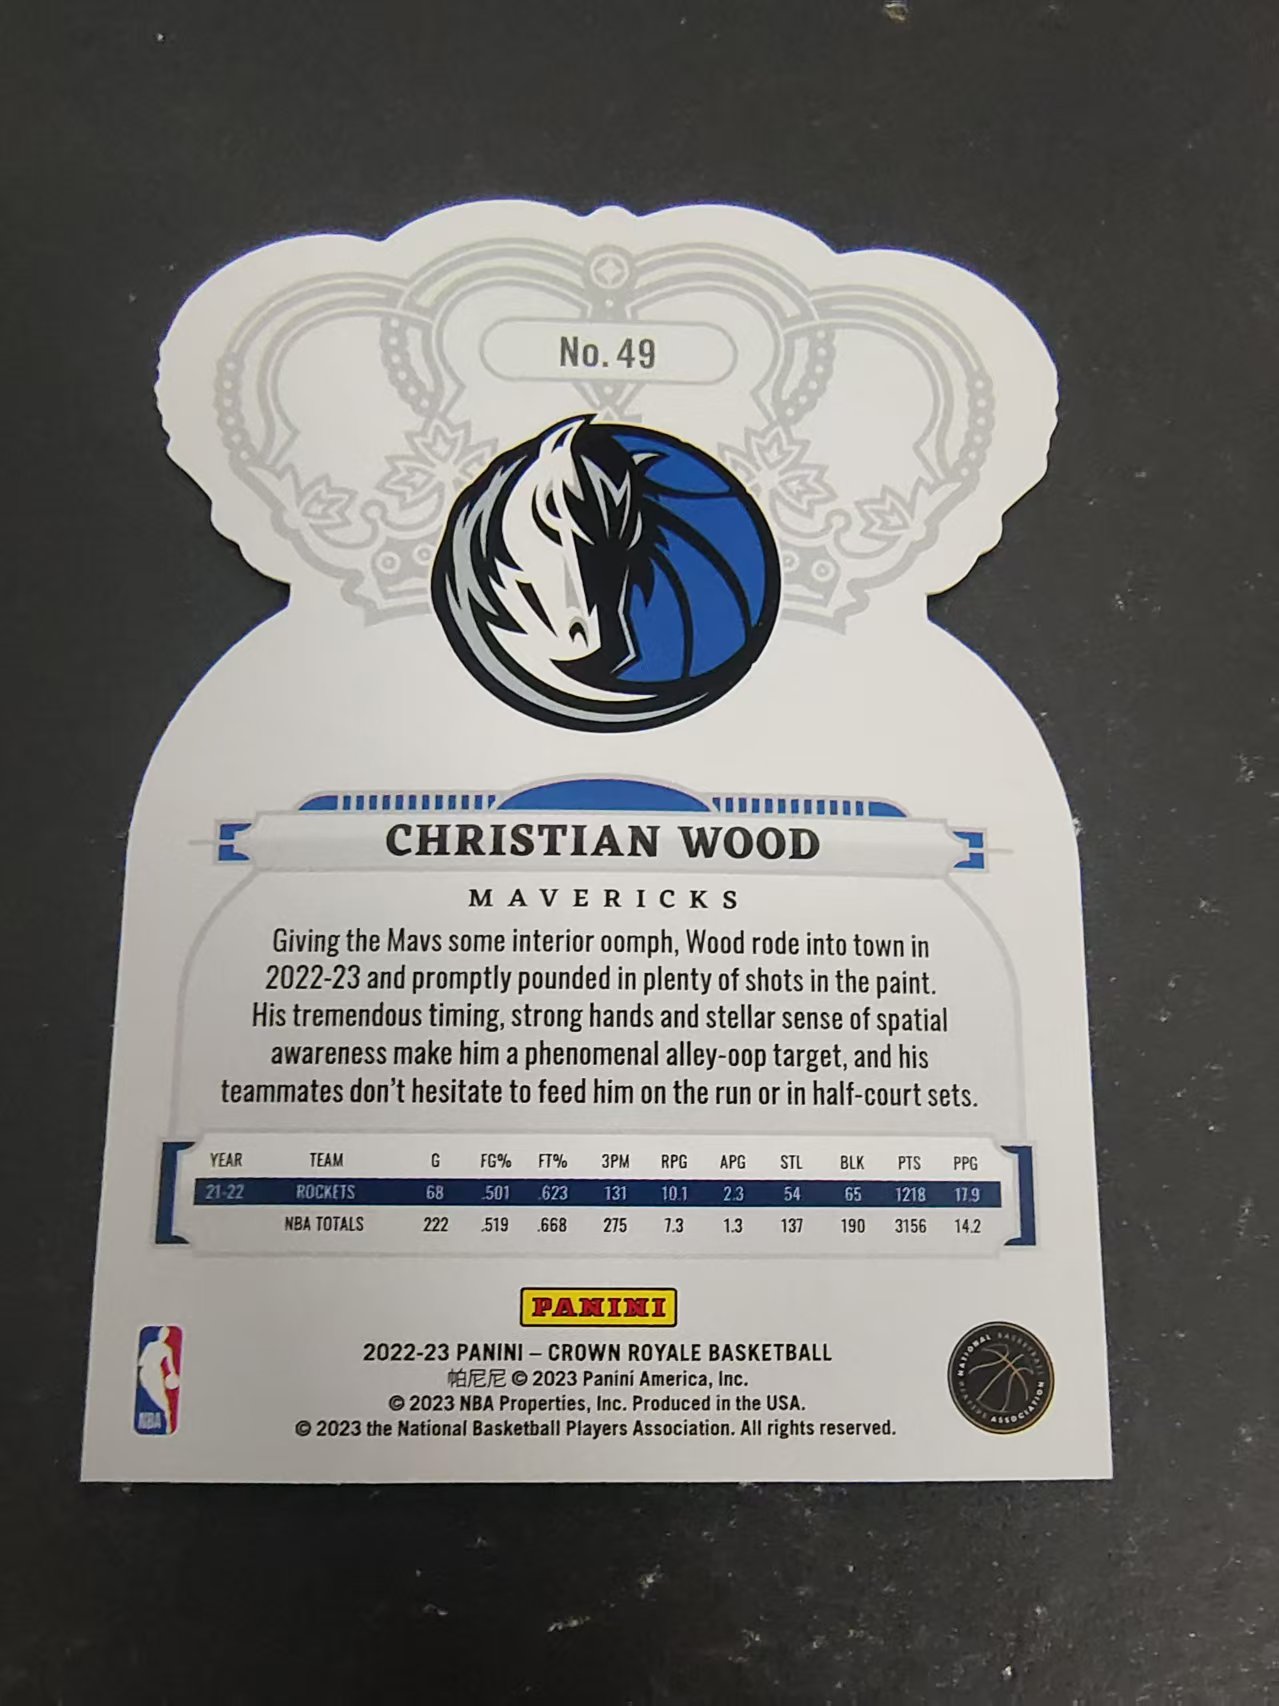 No. 49
CHRISTIAN WOOD
MAVERICKS
Giving the Mavs some interior oomph, Wood rode into town in
2022-23 and promptly pounded in plenty of shots in the paint.
His tremendous timing, strong hands and stellar sense of spatial
awareness make him a phenomenal alley-oop target, and his
teammates don't hesitate to feed him on the run or in half-court sets.
YEAR TEAM G FG% FT% 3PM RPG APG STL BLK PTS PPG
21-22 ROCKETS 68 .501 .623 131 10.1 2.3 54 65 1218 17.9
NBA TOTALS 222 .519 .668 275 7.3 1.3 137 190 3156 14.2
PANINI
2022-23 PANINI – CROWN ROYALE BASKETBALL
帕尼尼 © 2023 Panini America, Inc.
© 2023 NBA Properties, Inc. Produced in the USA.
© 2023 the National Basketball Players Association. All rights reserved.
NBA
NATIONAL BASKETBALL PLAYERS ASSOCIATION